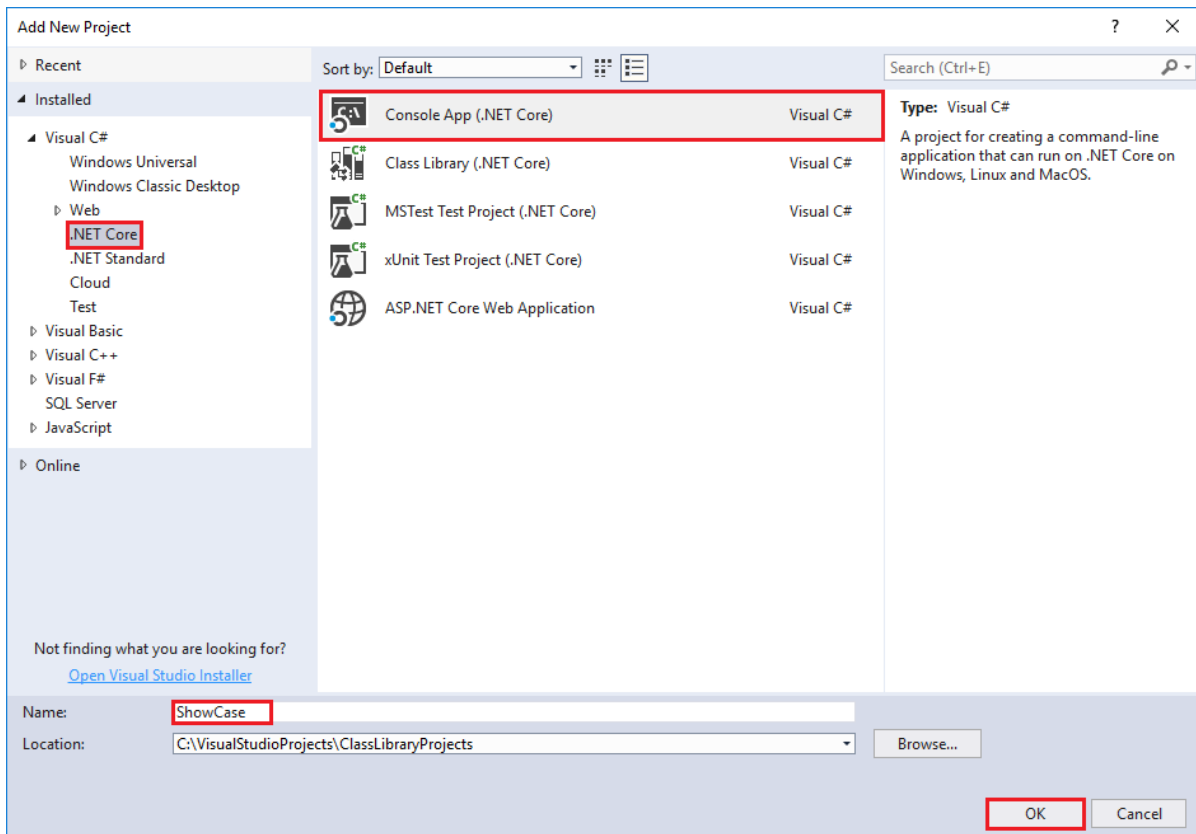 Add New Project
?
Recent
Installed
Visual C#
Windows Universal
Windows Classic Desktop
Web
.NET Core
.NET Standard
Cloud
Test
Visual Basic
Visual C++
Visual F#
SQL Server
JavaScript
Online
Not finding what you are looking for?
Open Visual Studio Installer
Sort by: Default
Console App (.NET Core) Visual C#
Class Library (.NET Core) Visual C#
MSTest Test Project (.NET Core) Visual C#
xUnit Test Project (.NET Core) Visual C#
ASP.NET Core Web Application Visual C#
Search (Ctrl+E)
Type: Visual C#
A project for creating a command-line
application that can run on .NET Core on
Windows, Linux and MacOS.
Name: ShowCase
Location: C:\VisualStudioProjects\ClassLibraryProjects
Browse...
OK Cancel